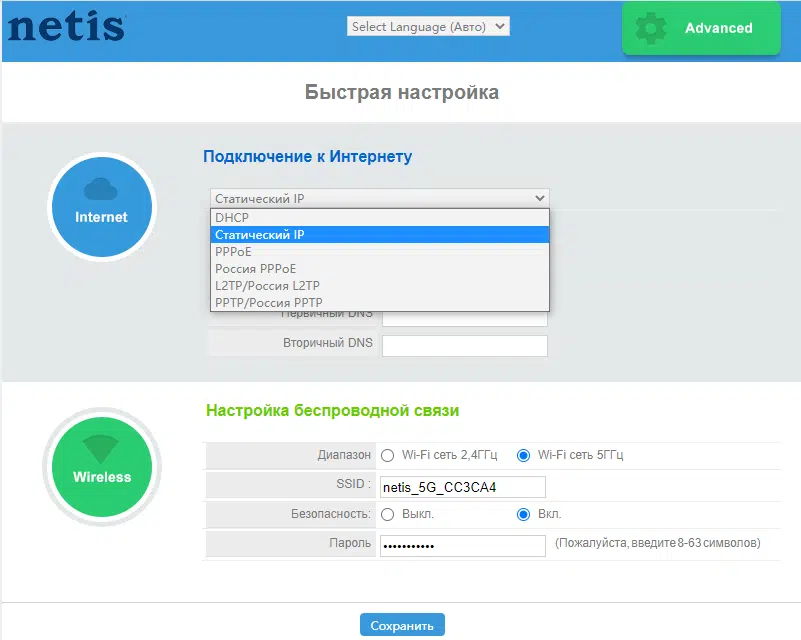 netis
Select Language (Авто)
Advanced
Быстрая настройка
Подключение к Интернету
Internet
Статический IP
DHCP
Статический IP
PPPoE
Россия PPPoE
L2TP/Россия L2TP
PPTP/Россия PPTP
Первичный DNS
Вторичный DNS
Настройка беспроводной связи
Wireless
Диапазон Wi-Fi сеть 2,4ГГц Wi-Fi сеть 5ГГц
SSID : netis_5G_CC3CA4
Безопасность: Выкл. Вкл.
Пароль ••••••••••• (Пожалуйста, введите 8-63 символов)
Сохранить